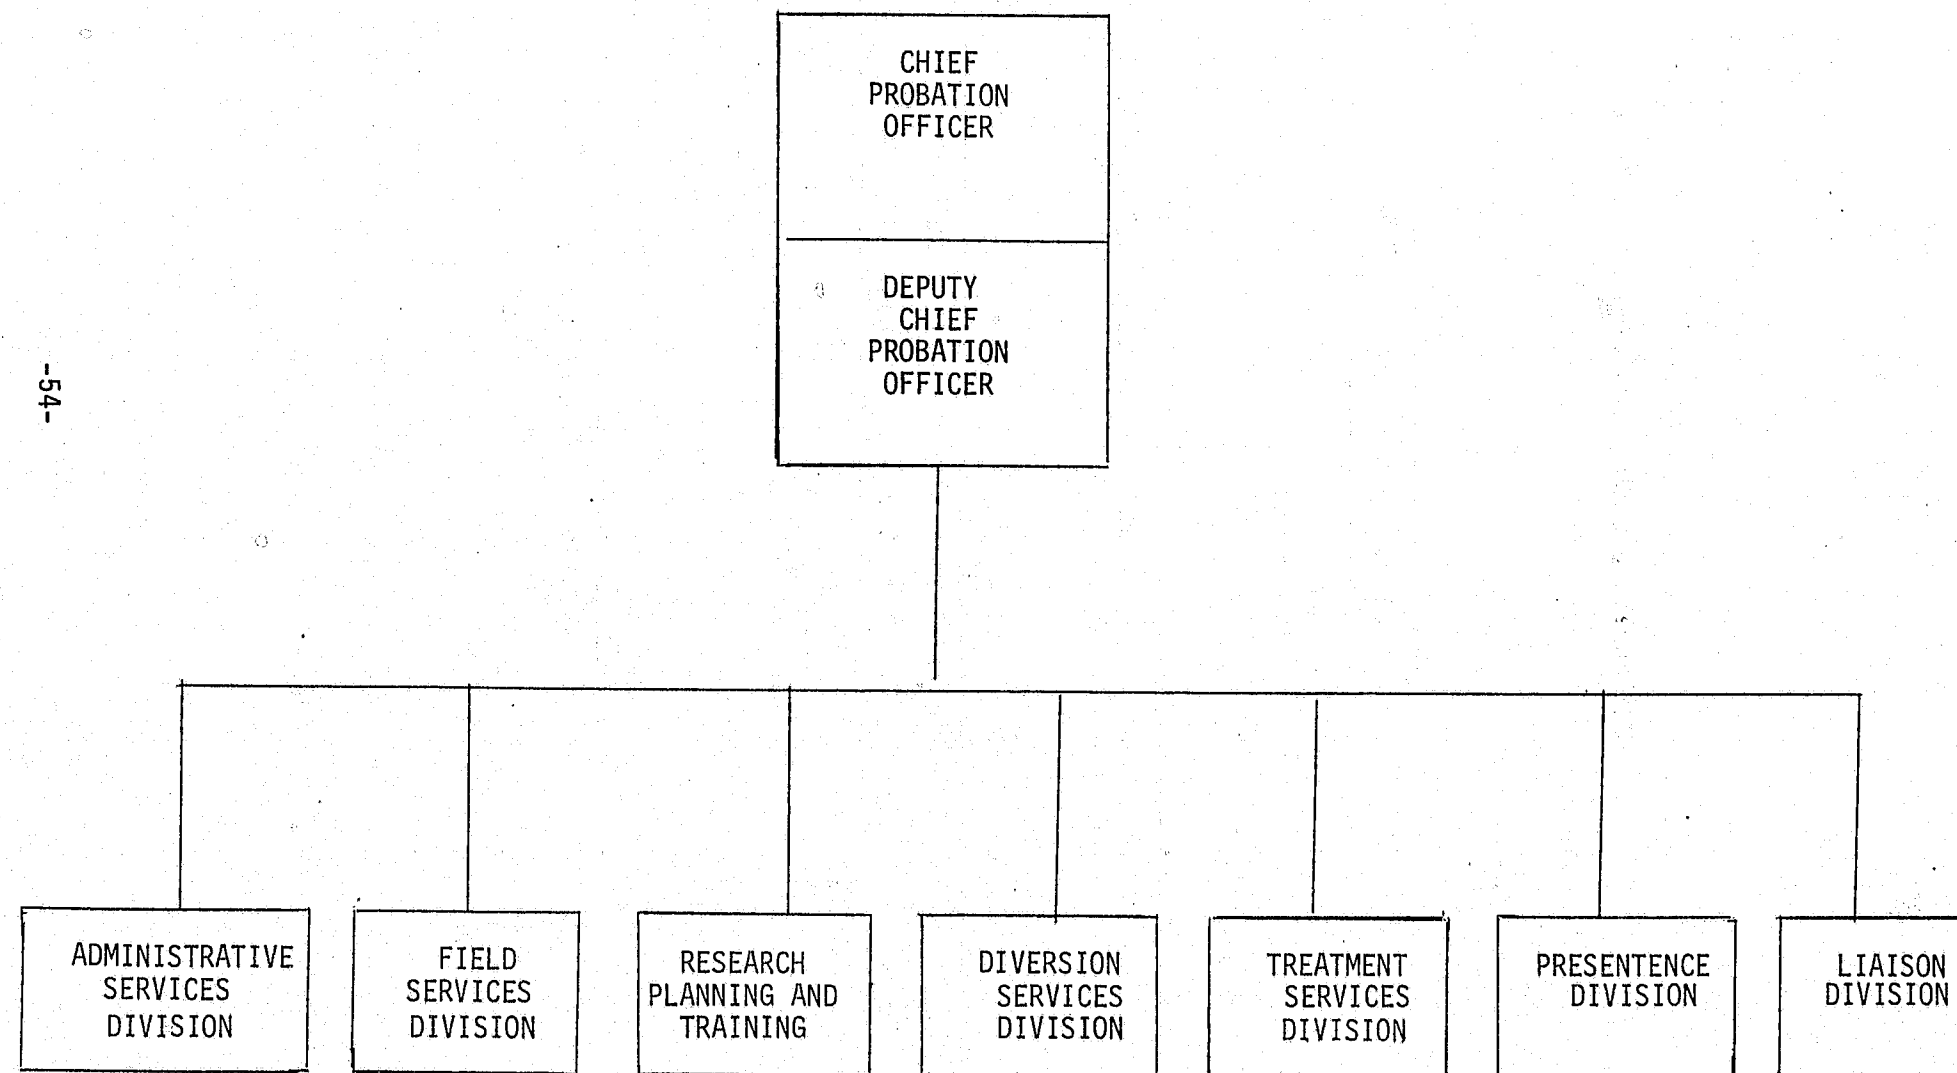 CHIEF
PROBATION
OFFICER
DEPUTY
CHIEF
PROBATION
OFFICER
-54-
ADMINISTRATIVE
SERVICES
DIVISION
FIELD
SERVICES
DIVISION
RESEARCH
PLANNING AND
TRAINING
DIVERSION
SERVICES
DIVISION
TREATMENT
SERVICES
DIVISION
PRESENTENCE
DIVISION
LIAISON
DIVISION